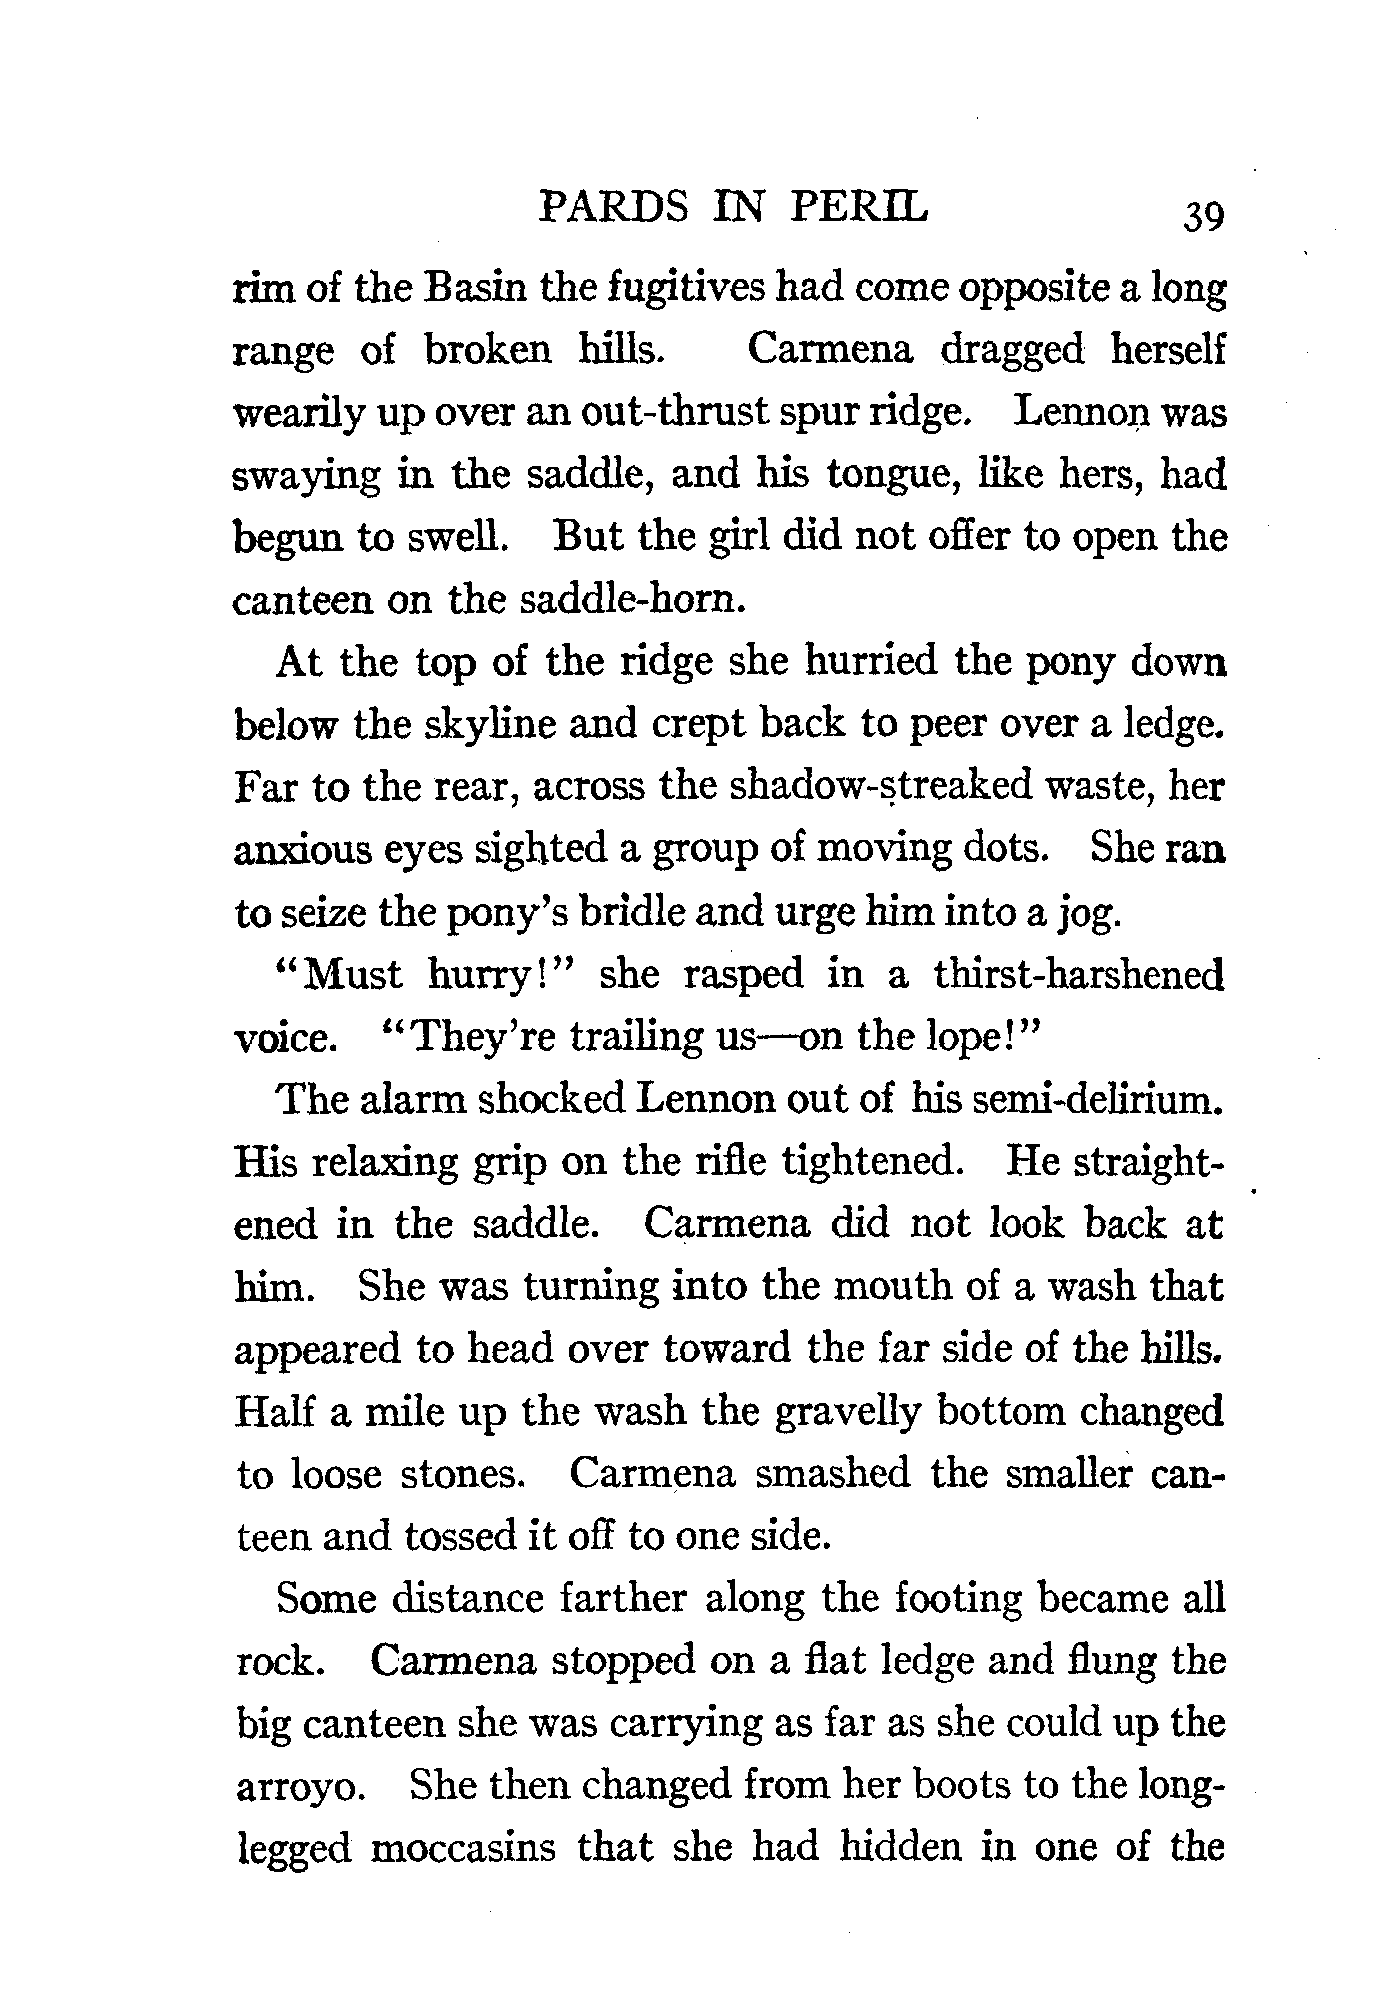 PARDS IN PERIL 39
rim of the Basin the fugitives had come opposite a long
range of broken hills. Carmena dragged herself
wearily up over an out-thrust spur ridge. Lennon was
swaying in the saddle, and his tongue, like hers, had
begun to swell. But the girl did not offer to open the
canteen on the saddle-horn.
At the top of the ridge she hurried the pony down
below the skyline and crept back to peer over a ledge.
Far to the rear, across the shadow-streaked waste, her
anxious eyes sighted a group of moving dots. She ran
to seize the pony's bridle and urge him into a jog.
"Must hurry!" she rasped in a thirst-harshened
voice. "They're trailing us—on the lope!"
The alarm shocked Lennon out of his semi-delirium.
His relaxing grip on the rifle tightened. He straight-
ened in the saddle. Carmena did not look back at
him. She was turning into the mouth of a wash that
appeared to head over toward the far side of the hills.
Half a mile up the wash the gravelly bottom changed
to loose stones. Carmena smashed the smaller can-
teen and tossed it off to one side.
Some distance farther along the footing became all
rock. Carmena stopped on a flat ledge and flung the
big canteen she was carrying as far as she could up the
arroyo. She then changed from her boots to the long-
legged moccasins that she had hidden in one of the